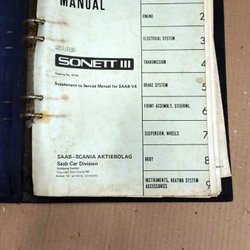 MANUAL
SAAB
SONETT III
Supplement to Service Manual for SAAB V4
SAAB-SCANIA AKTIEBOLAG
Saab Car Division
ENGINE
2
ELECTRICAL SYSTEM
3
TRANSMISSION
4
BRAKE SYSTEM
5
FRONT ASSEMBLY, STEERING
6
SUSPENSION, WHEELS
7
BODY
8
INSTRUMENTS, HEATING SYSTEM
ACCESSORIES
9